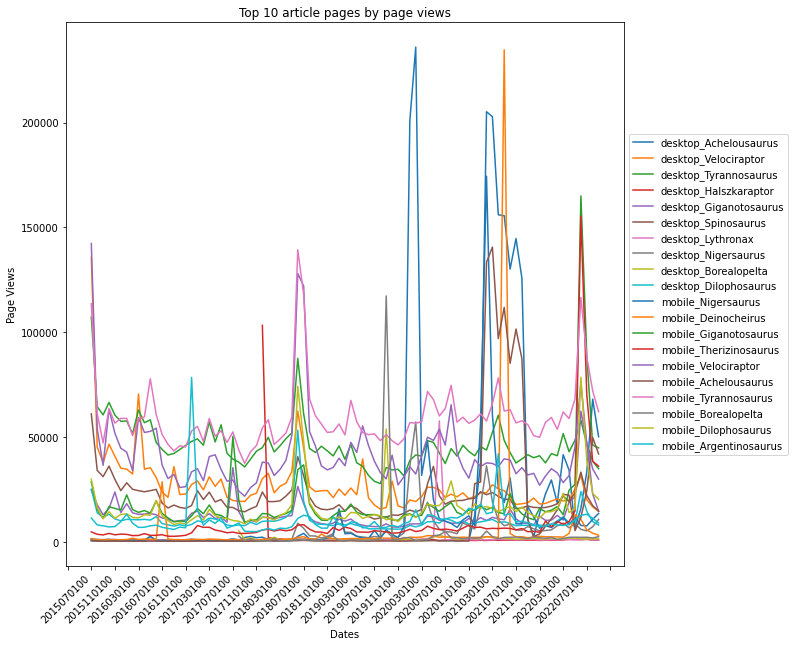 Top 10 article pages by page views
Page Views
200000
150000
100000
50000
0
2015070100
2015110100
2016030100
2016070100
2016110100
2017030100
2017070100
2017110100
2018030100
2018070100
2018110100
2019030100
2019070100
2019110100
2020030100
2020070100
2020110100
2021030100
2021070100
2021110100
2022030100
2022070100
Dates
desktop_Achelousaurus
desktop_Velociraptor
desktop_Tyrannosaurus
desktop_Halszkaraptor
desktop_Giganotosaurus
desktop_Spinosaurus
desktop_Lythronax
desktop_Nigersaurus
desktop_Borealopelta
desktop_Dilophosaurus
mobile_Nigersaurus
mobile_Deinocheirus
mobile_Giganotosaurus
mobile_Therizinosaurus
mobile_Velociraptor
mobile_Achelousaurus
mobile_Tyrannosaurus
mobile_Borealopelta
mobile_Dilophosaurus
mobile_Argentinosaurus